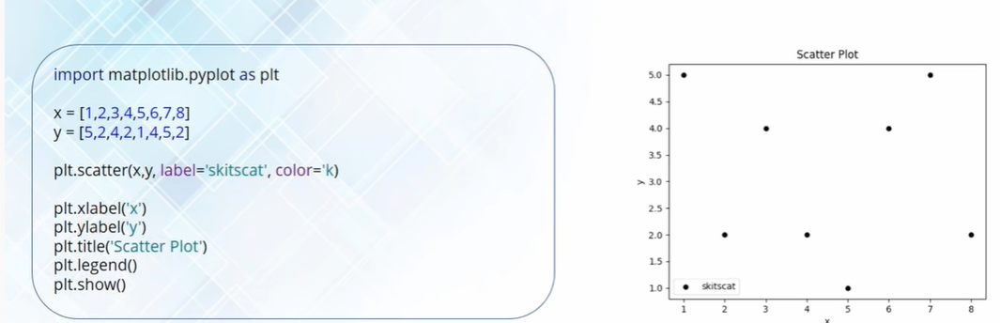 import matplotlib.pyplot as plt
x = [1,2,3,4,5,6,7,8]
y = [5,2,4,2,1,4,5,2]
plt.scatter(x,y, label='skitscat', color='k)
plt.xlabel('x')
plt.ylabel('y')
plt.title('Scatter Plot')
plt.legend()
plt.show()
Scatter Plot
5.0
4.5
4.0
3.5
3.0
2.5
2.0
1.5
1.0
y
skitscat
1 2 3 4 5 6 7 8
x